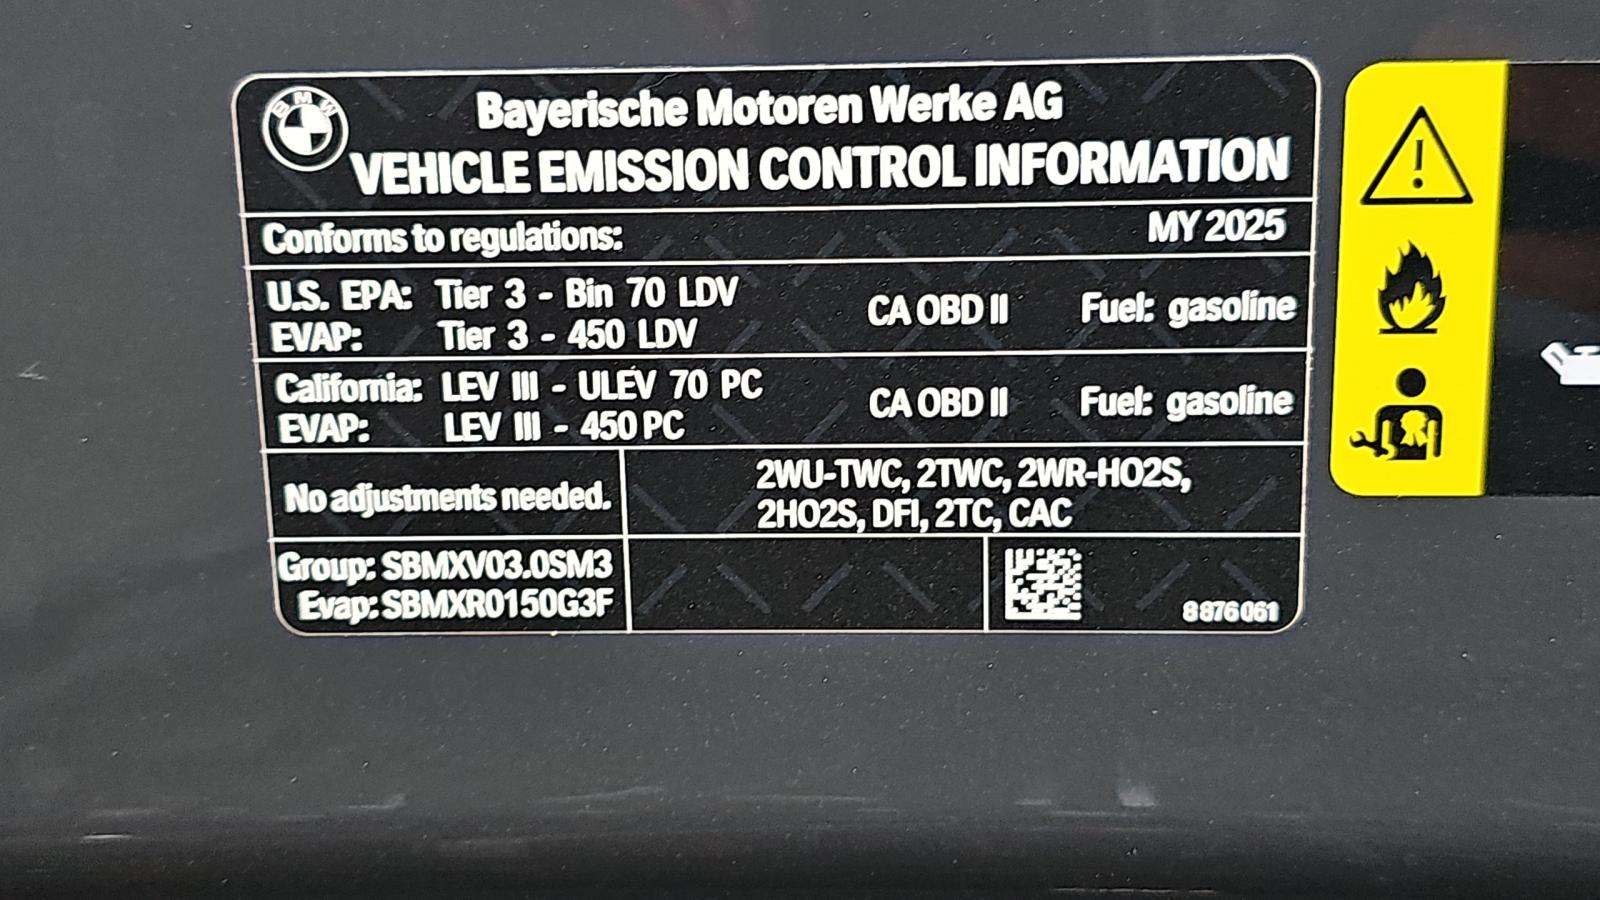 BMW
Bayerische Motoren Werke AG
VEHICLE EMISSION CONTROL INFORMATION
Conforms to regulations: MY 2025
U.S. EPA: Tier 3 - Bin 70 LDV CA OBD II Fuel: gasoline
EVAP: Tier 3 - 450 LDV
California: LEV III - ULEV 70 PC CA OBD II Fuel: gasoline
EVAP: LEV III - 450 PC
No adjustments needed.
2WU-TWC, 2TWC, 2WR-HO2S,
2HO2S, DFI, 2TC, CAC
Group: SBMXV03.0SM3
Evap: SBMXR0150G3F
8 876 061